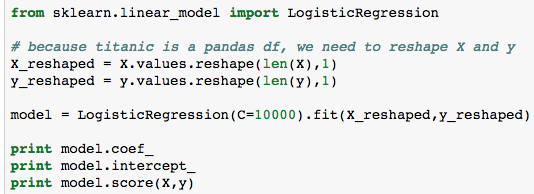 from sklearn.linear_model import LogisticRegression
# because titanic is a pandas df, we need to reshape X and y
X_reshaped = X.values.reshape(len(X),1)
y_reshaped = y.values.reshape(len(y),1)
model = LogisticRegression(C=10000).fit(X_reshaped,y_reshaped)
print model.coef_
print model.intercept_
print model.score(X,y)